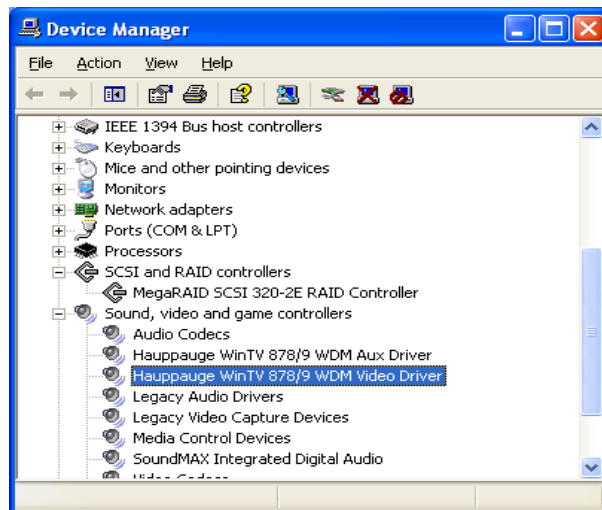 Device Manager
File Action View Help
IEEE 1394 Bus host controllers
Keyboards
Mice and other pointing devices
Monitors
Network adapters
Ports (COM & LPT)
Processors
SCSI and RAID controllers
MegaRAID SCSI 320-2E RAID Controller
Sound, video and game controllers
Audio Codecs
Hauppauge WinTV 878/9 WDM Aux Driver
Hauppauge WinTV 878/9 WDM Video Driver
Legacy Audio Drivers
Legacy Video Capture Devices
Media Control Devices
SoundMAX Integrated Digital Audio
Video Codecs